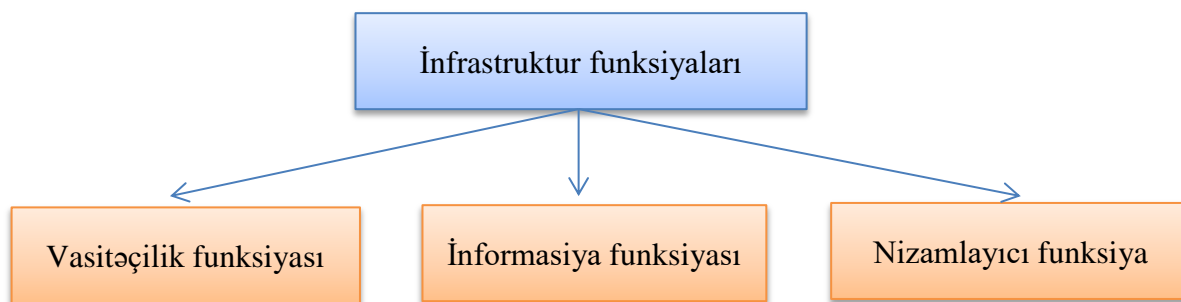 İnfrastruktur funksiyaları
Vasitəçilik funksiyası
İnformasiya funksiyası
Nizamlayıcı funksiya